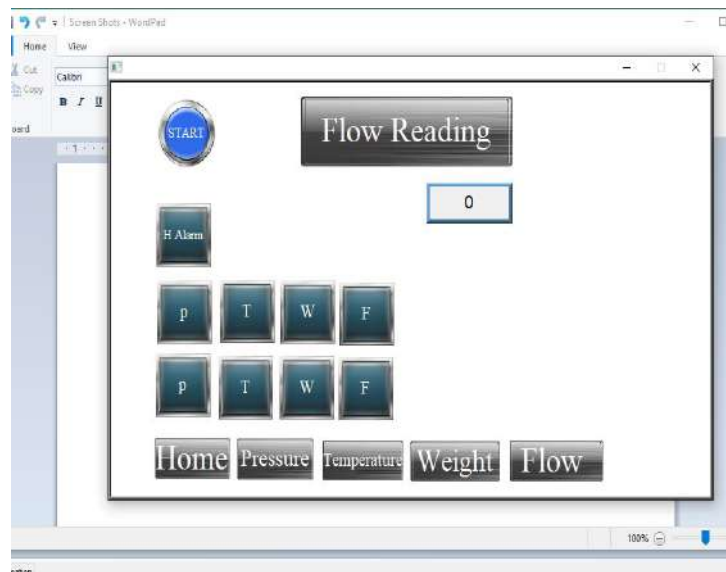 Screen Shots - WordPad
Home View
Cut
Copy
Calibri
B I U
START
Flow Reading
0
H Alarm
p T W F
p T W F
Home Pressure Temperature Weight Flow
100%